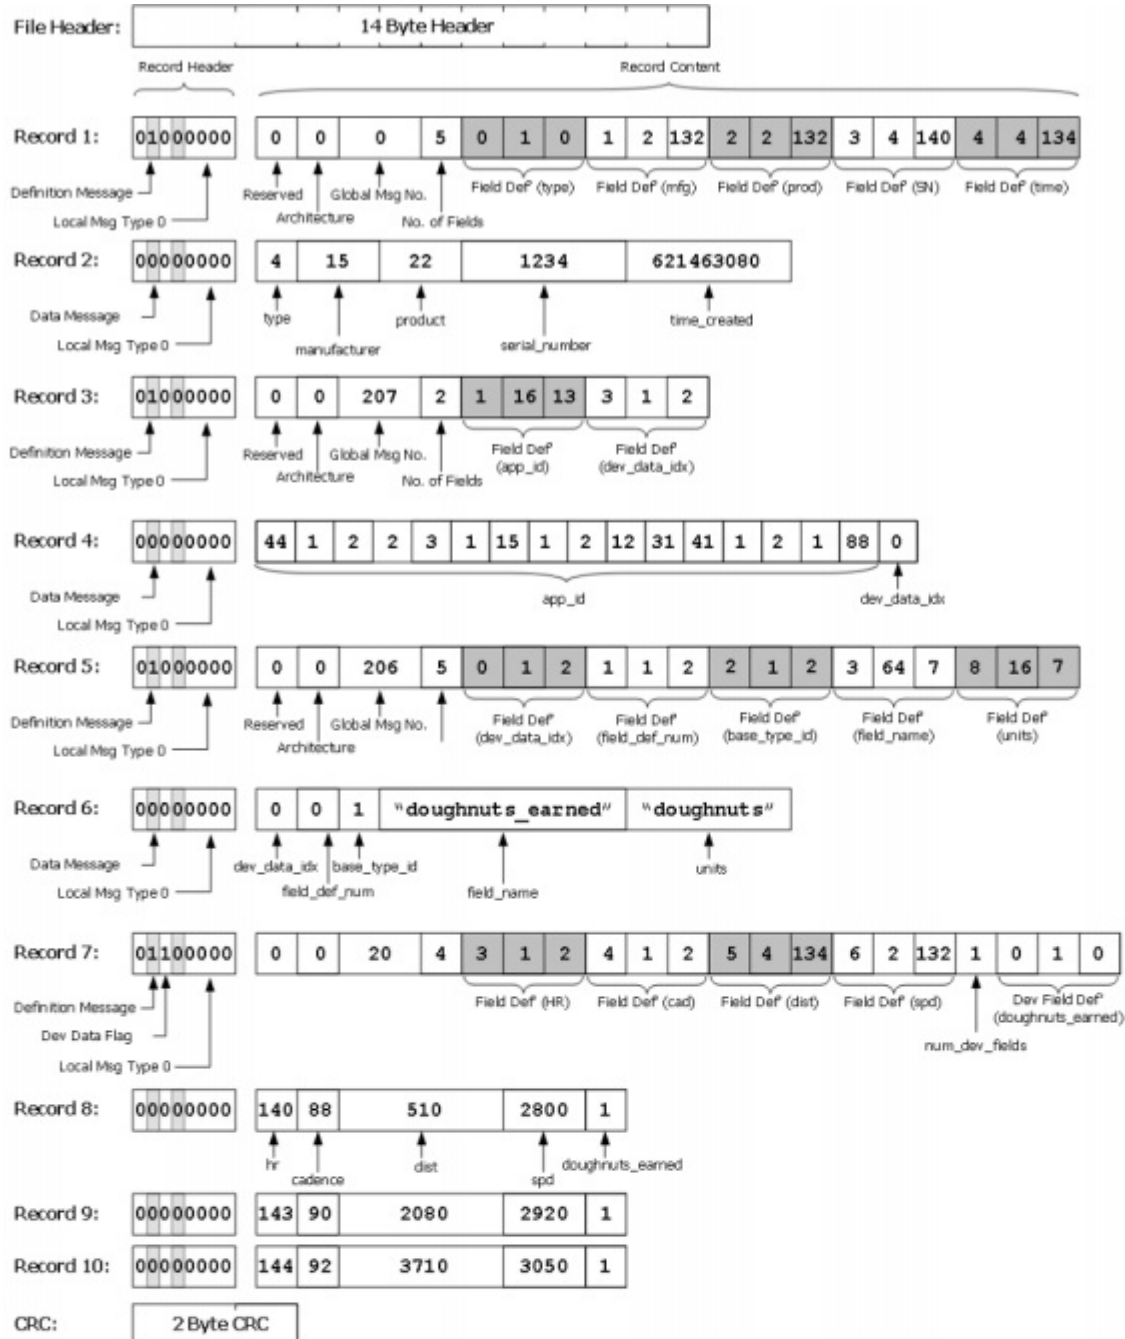 File Header: 14 Byte Header
Record Header Record Content
Record 1: 01000000 0 0 0 5 0 1 0 1 2 132 2 2 132 3 4 140 4 4 134
Definition Message Reserved Global Msg No. Field Def (type) Field Def (mfg) Field Def (prod) Field Def (SN) Field Def (time)
Local Msg Type 0 Architecture No. of Fields
Record 2: 00000000 4 15 22 1234 621463080
Data Message type product time_created
Local Msg Type 0 manufacturer serial_number
Record 3: 01000000 0 0 207 2 1 16 13 3 1 2
Definition Message Reserved Global Msg No. Field Def (app_id) Field Def (dev_data_idx)
Local Msg Type 0 Architecture No. of Fields
Record 4: 00000000 44 1 2 2 3 1 15 1 2 12 31 41 1 2 1 88 0
Data Message app_id dev_data_idx
Local Msg Type 0
Record 5: 01000000 0 0 206 5 0 1 2 1 1 2 2 1 2 3 64 7 8 16 7
Definition Message Reserved Global Msg No. Field Def (dev_data_idx) Field Def (field_def_num) Field Def (base_type_id) Field Def (field_name) Field Def (units)
Local Msg Type 0 Architecture
Record 6: 00000000 0 0 1 "doughnuts_earned" "doughnuts"
Data Message dev_data_idx base_type_id units
Local Msg Type 0 field_def_num field_name
Record 7: 01100000 0 0 20 4 3 1 2 4 1 2 5 4 134 6 2 132 1 0 1 0
Definition Message Field Def (HR) Field Def (cad) Field Def (dist) Field Def (spd) Dev Field Def (doughnuts_earned)
Dev Data Flag num_dev_fields
Local Msg Type 0
Record 8: 00000000 140 88 510 2800 1
hr cadence dist spd doughnuts_earned
Record 9: 00000000 143 90 2080 2920 1
Record 10: 00000000 144 92 3710 3050 1
CRC: 2 Byte CRC